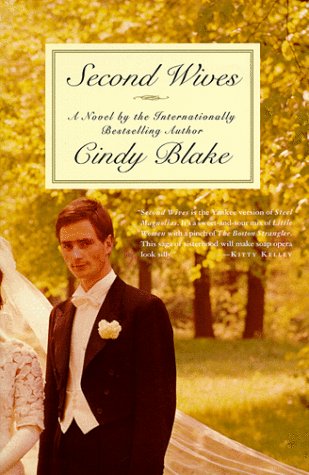 Second Wives
A Novel by the Internationally
Bestselling Author
Cindy Blake
"Second Wives is the Yankee version of Steel
Magnolias. It's a sweet-and-sour mix of Little
Women with a pinch of The Boston Strangler.
This saga of sisterhood will make soap opera
look silly."
—Kitty Kelley